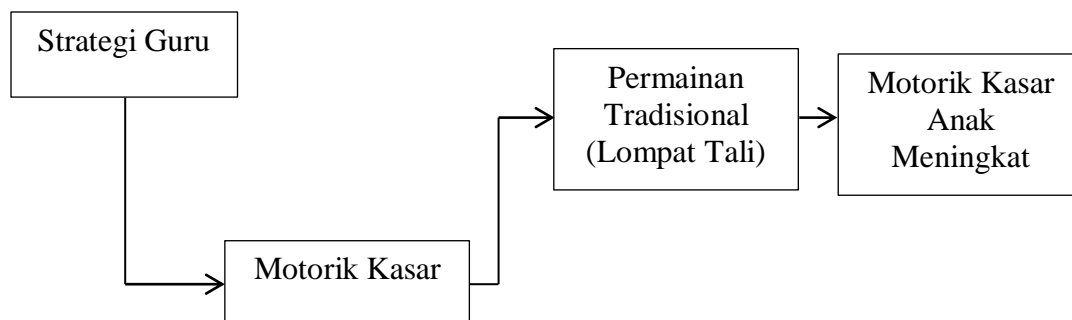 Strategi Guru
Motorik Kasar
Permainan
Tradisional
(Lompat Tali)
Motorik Kasar
Anak
Meningkat